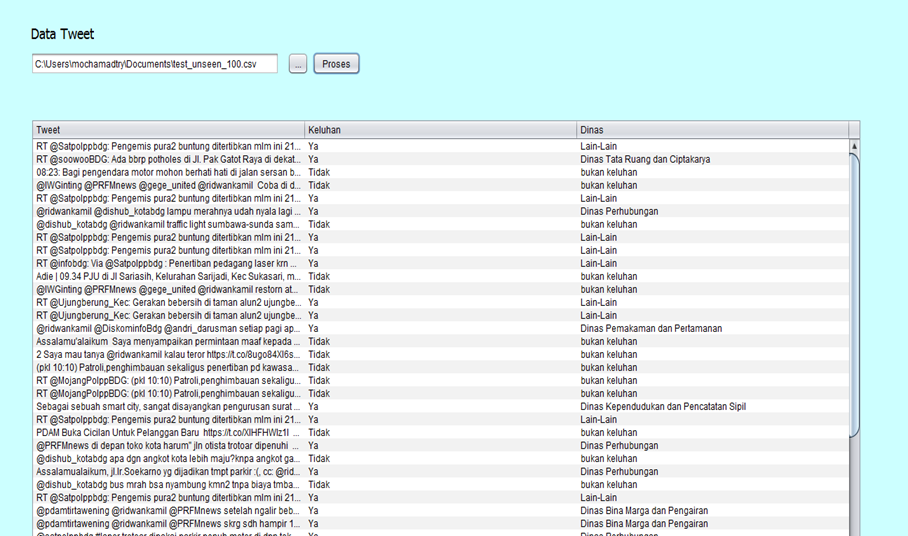 Data Tweet
C:\Users\mochamadtry\Documents\test_unseen_100.csv ... Proses
Tweet Keluhan Dinas
RT @Satpolppbdg: Pengemis pura2 buntung ditertibkan mlm ini 21... Ya Lain-Lain
RT @soowooBDG: Ada bbrp potholes di Jl. Pak Gatot Raya di dekat... Ya Dinas Tata Ruang dan Ciptakarya
08:23: Bagi pengendara motor mohon berhati hati di jalan sersan b... Tidak bukan keluhan
@IWGinting @PRFMnews @gege_united @ridwankamil Coba di d... Tidak bukan keluhan
RT @Satpolppbdg: Pengemis pura2 buntung ditertibkan mlm ini 21... Ya Lain-Lain
@ridwankamil @dishub_kotabdg lampu merahnya udah nyala lagi ... Ya Dinas Perhubungan
@dishub_kotabdg @ridwankamil traffic light sumbawa-sunda sam... Tidak bukan keluhan
RT @Satpolppbdg: Pengemis pura2 buntung ditertibkan mlm ini 21... Ya Lain-Lain
RT @Satpolppbdg: Pengemis pura2 buntung ditertibkan mlm ini 21... Ya Lain-Lain
RT @infobdg: Via @Satpolppbdg : Penertiban pedagang laser krn ... Ya Lain-Lain
Adie | 09.34 PJU di Jl Sariasih, Kelurahan Sarijadi, Kec Sukasari, m... Tidak bukan keluhan
@IWGinting @PRFMnews @gege_united @ridwankamil restorn at... Tidak bukan keluhan
RT @Ujungberung_Kec: Gerakan bebersih di taman alun2 ujungbe... Ya Lain-Lain
RT @Ujungberung_Kec: Gerakan bebersih di taman alun2 ujungbe... Ya Lain-Lain
@ridwankamil @DiskominfoBdg @andri_darusman setiap pagi ap... Ya Dinas Pemakaman dan Pertamanan
Assalamu'alaikum Saya menyampaikan permintaan maaf kepada ... Tidak bukan keluhan
2 Saya mau tanya @ridwankamil kalau teror https://t.co/8ugo84XI6s... Tidak bukan keluhan
(pkl 10:10) Patroli,penghimbauan sekaligus penertiban pd kawasa... Tidak bukan keluhan
RT @MojangPolppBDG: (pkl 10:10) Patroli,penghimbauan sekaligu... Tidak bukan keluhan
RT @MojangPolppBDG: (pkl 10:10) Patroli,penghimbauan sekaligu... Tidak bukan keluhan
Sebagai sebuah smart city, sangat disayangkan pengurusan surat ... Ya Dinas Kependudukan dan Pencatatan Sipil
RT @Satpolppbdg: Pengemis pura2 buntung ditertibkan mlm ini 21... Ya Lain-Lain
PDAM Buka Cicilan Untuk Pelanggan Baru https://t.co/XlHFHWlz1l ... Tidak bukan keluhan
@PRFMnews di depan toko kota harum" jln otista trotoar dipenuhi ... Ya Dinas Perhubungan
@dishub_kotabdg apa dgn angkot kota lebih maju?knpa angkot ga... Tidak bukan keluhan
Assalamualaikum, jl.Ir.Soekarno yg dijadikan tmpt parkir :(, cc: @rid... Ya Dinas Perhubungan
@dishub_kotabdg bus mrah bsa nyambung kmn2 tnpa biaya tmba... Tidak bukan keluhan
RT @Satpolppbdg: Pengemis pura2 buntung ditertibkan mlm ini 21... Ya Lain-Lain
@pdamtirtawening @ridwankamil @PRFMnews setelah ngalir beb... Ya Dinas Bina Marga dan Pengairan
@pdamtirtawening @ridwankamil @PRFMnews skrg sdh hampir 1... Ya Dinas Bina Marga dan Pengairan
@satpolppbdg #lapor trotoar dipakai parkir penuh motor di dpn tok... Ya Dinas Perhubungan